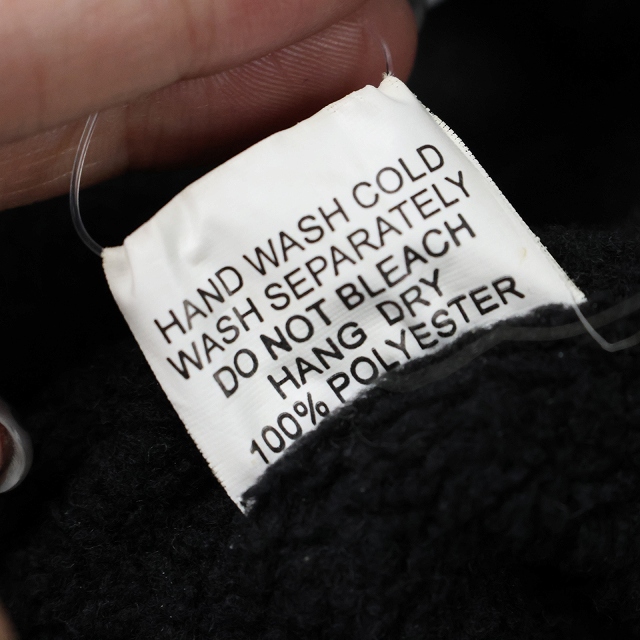 HAND WASH COLD
WASH SEPARATELY
DO NOT BLEACH
HANG DRY
100% POLYESTER